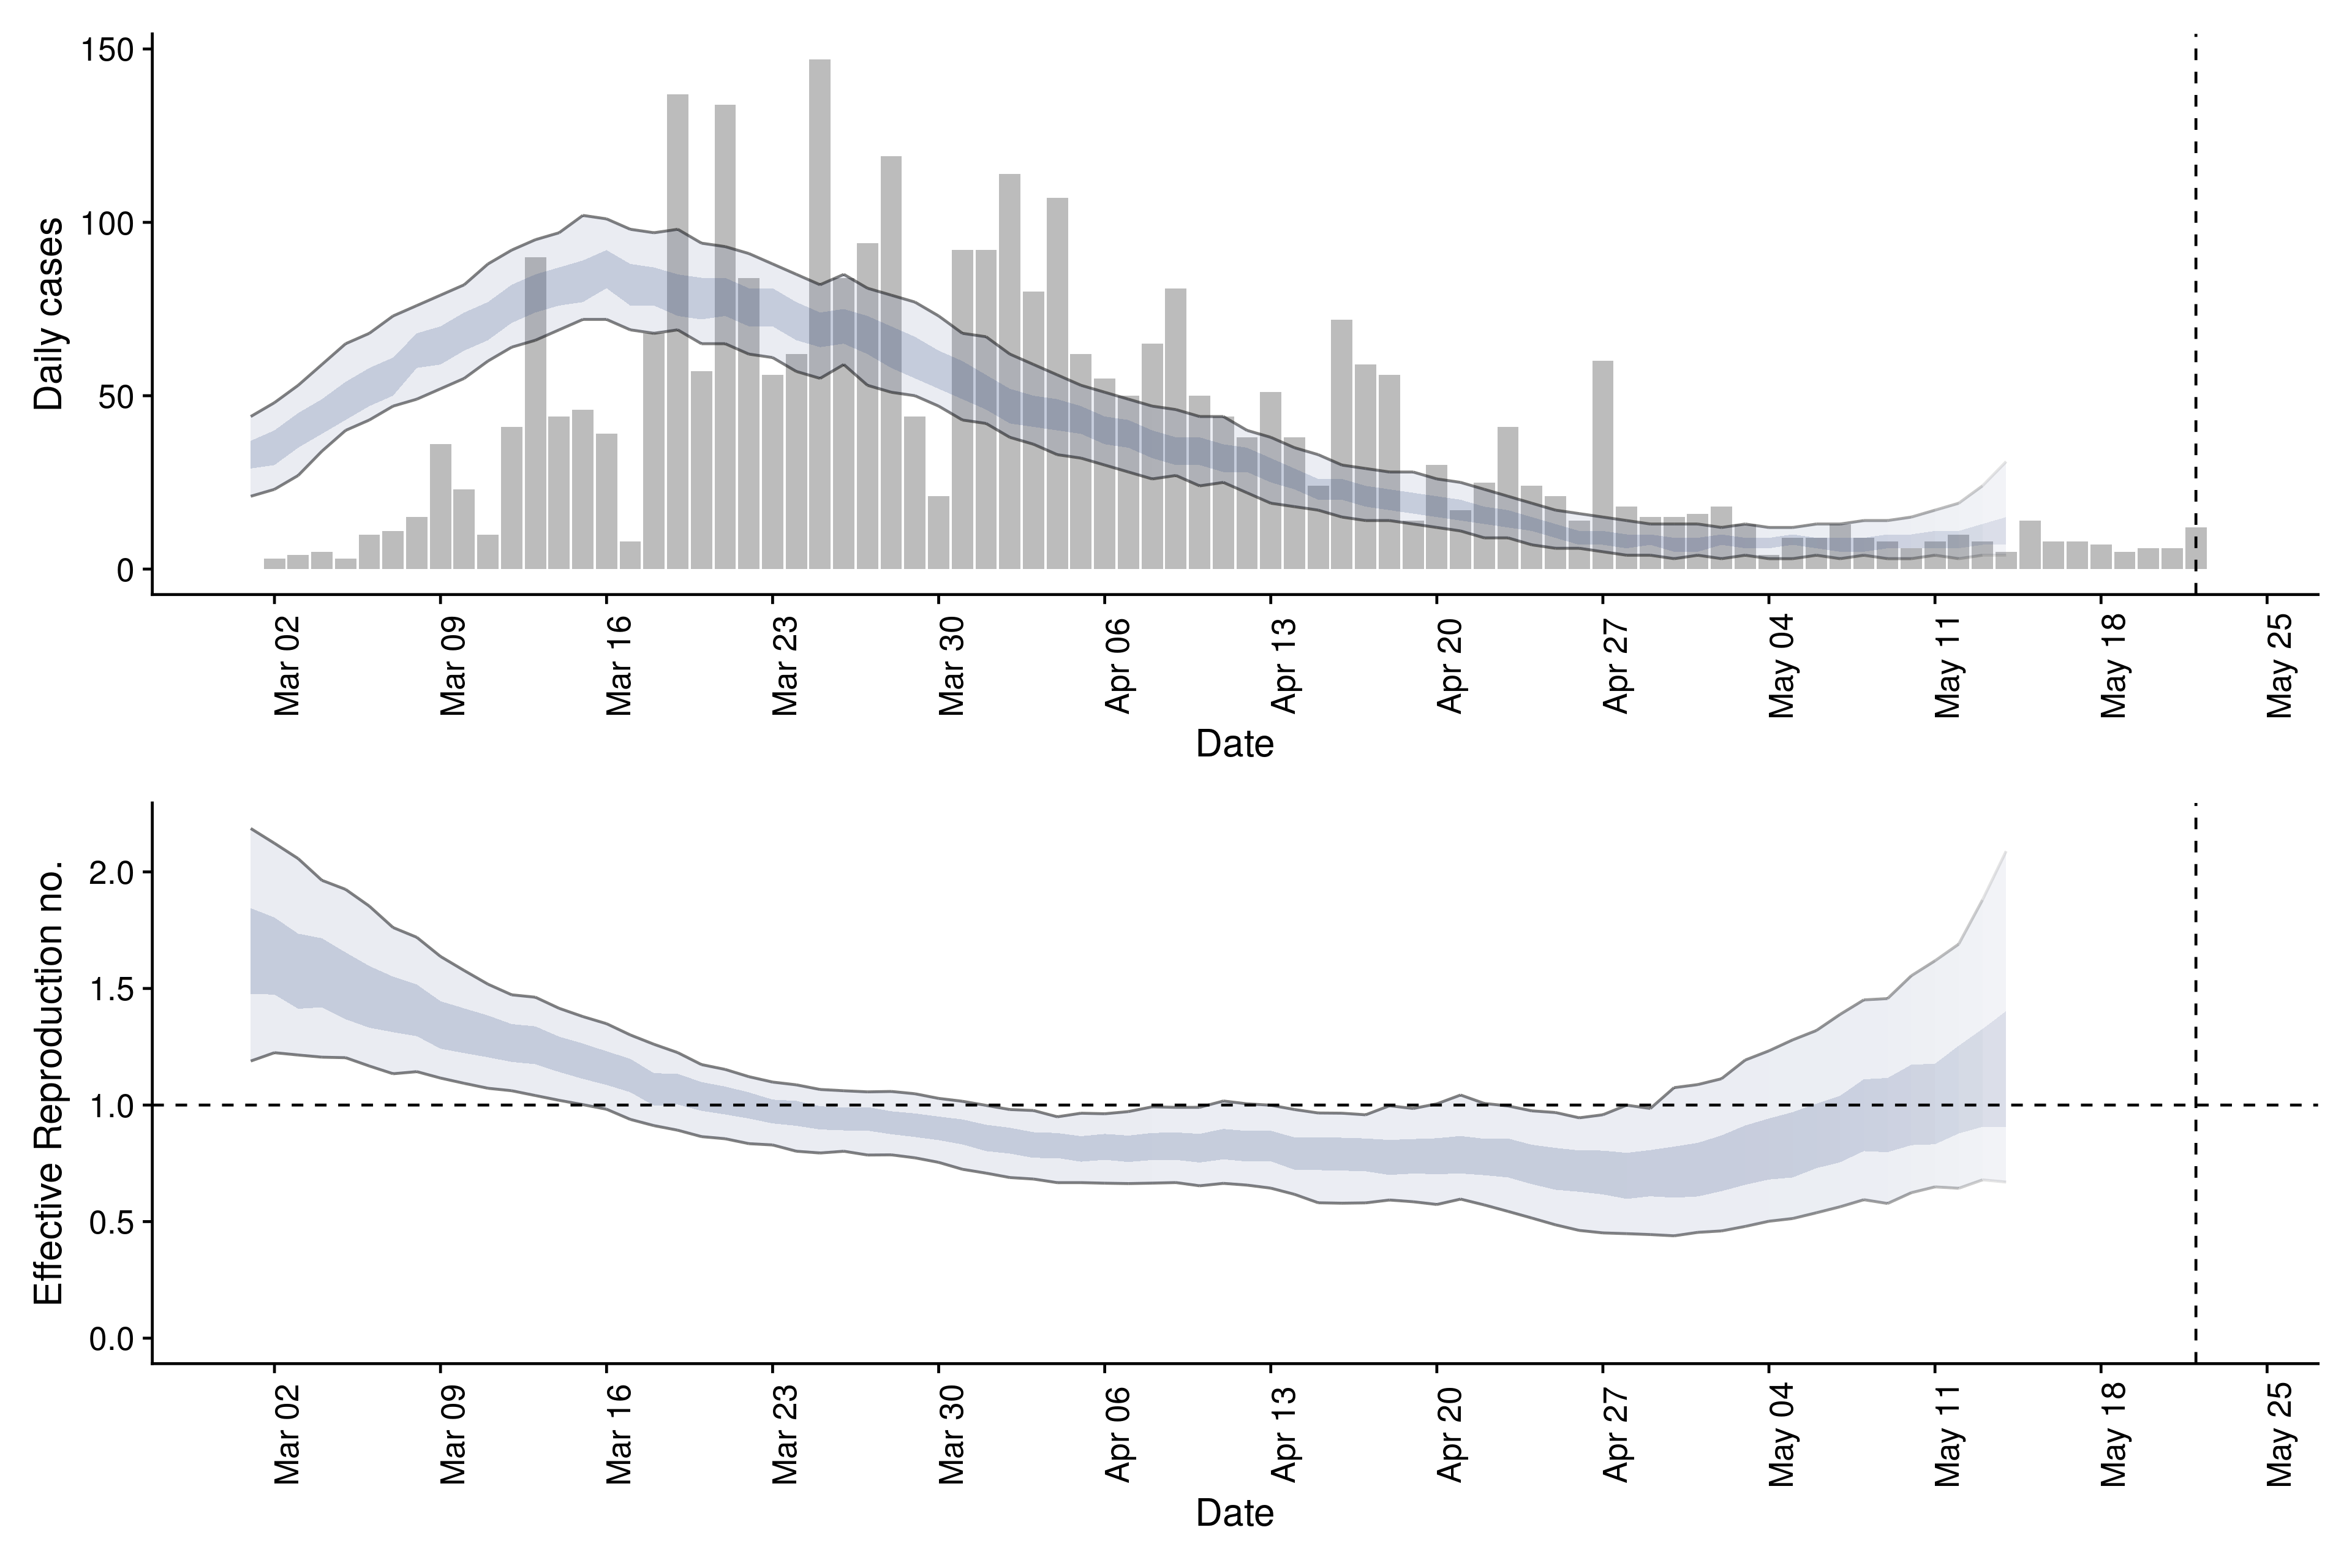 Daily cases
150
100
50
0
Mar 02
Mar 09
Mar 16
Mar 23
Mar 30
Apr 06
Apr 13
Apr 20
Apr 27
May 04
May 11
May 18
May 25
Date
Effective Reproduction no.
2.0
1.5
1.0
0.5
0.0
Mar 02
Mar 09
Mar 16
Mar 23
Mar 30
Apr 06
Apr 13
Apr 20
Apr 27
May 04
May 11
May 18
May 25
Date